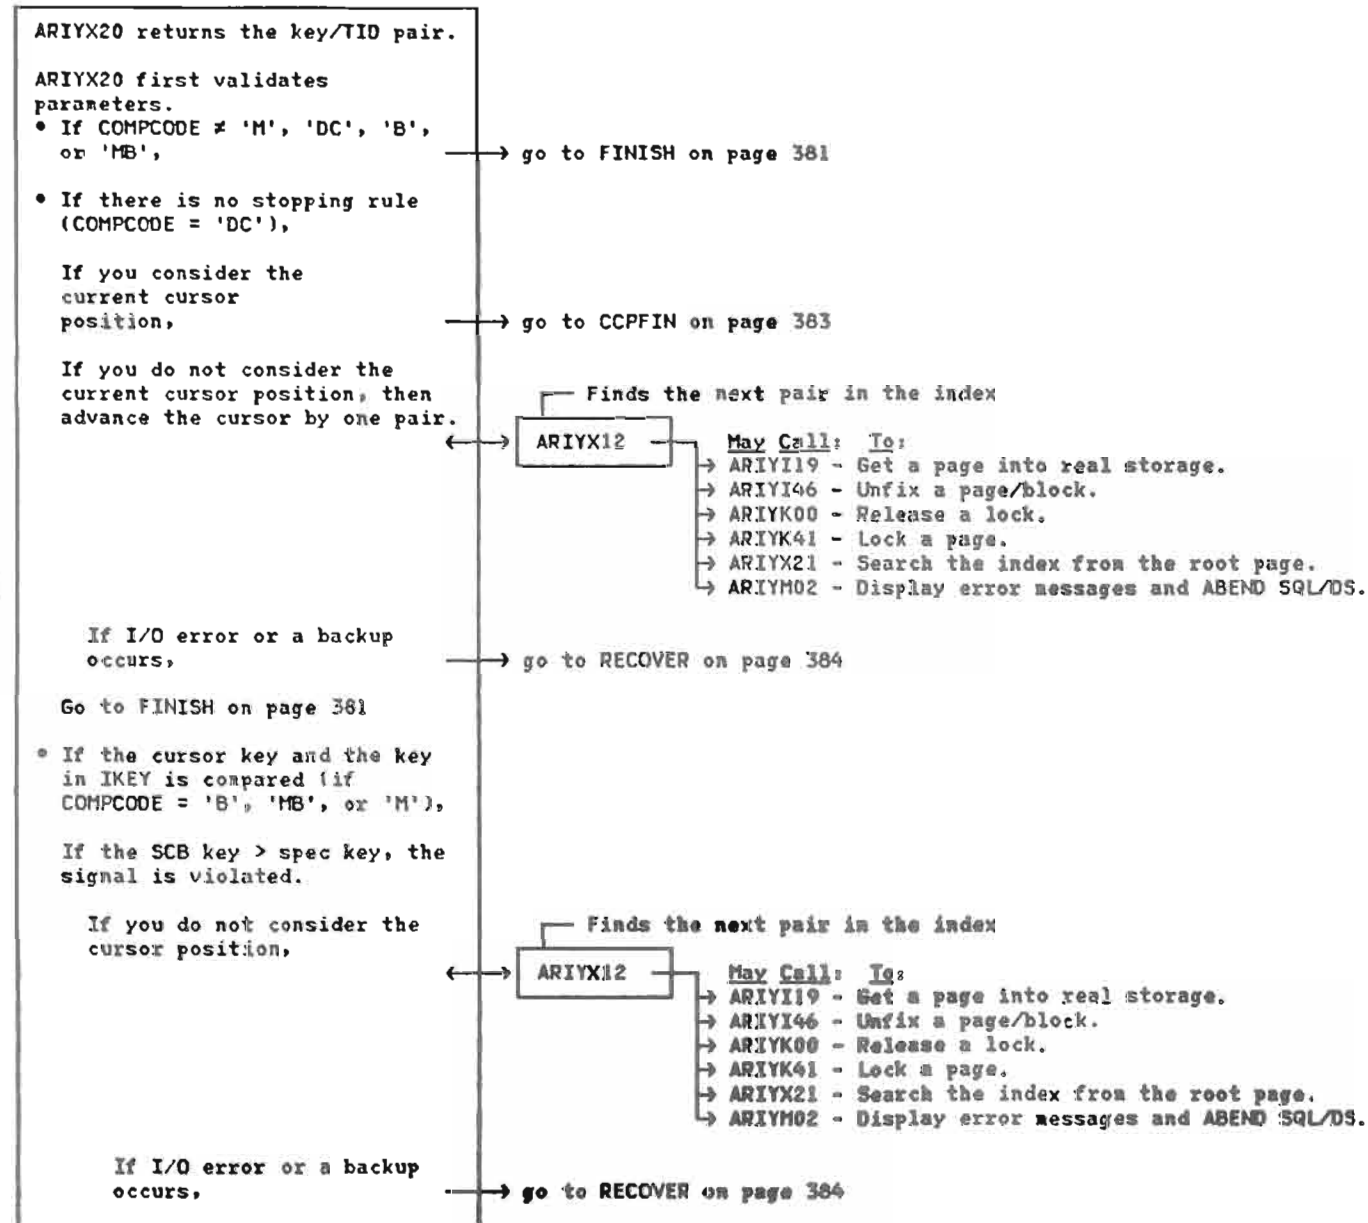 ARIYX20 returns the key/TID pair.
ARIYX20 first validates
parameters.
• If COMPCODE ≠ 'M', 'DC', 'B',
or 'MB',
go to FINISH on page 381
• If there is no stopping rule
(COMPCODE = 'DC'),
If you consider the
current cursor
position,
go to CCPFIN on page 383
If you do not consider the
current cursor position, then
advance the cursor by one pair.
Finds the next pair in the index
ARIYX12
May Call: To:
ARIYI19 - Get a page into real storage.
ARIYI46 - Unfix a page/block.
ARIYK00 - Release a lock.
ARIYK41 - Lock a page.
ARIYX21 - Search the index from the root page.
ARIYM02 - Display error messages and ABEND SQL/DS.
If I/O error or a backup
occurs,
go to RECOVER on page 384
Go to FINISH on page 381
• If the cursor key and the key
in IKEY is compared (if
COMPCODE = 'B', 'MB', or 'M'),
If the SCB key > spec key, the
signal is violated.
If you do not consider the
cursor position,
Finds the next pair in the index
ARIYX12
May Call: To:
ARIYI19 - Get a page into real storage.
ARIYI46 - Unfix a page/block.
ARIYK00 - Release a lock.
ARIYK41 - Lock a page.
ARIYX21 - Search the index from the root page.
ARIYM02 - Display error messages and ABEND SQL/DS.
If I/O error or a backup
occurs,
go to RECOVER on page 384